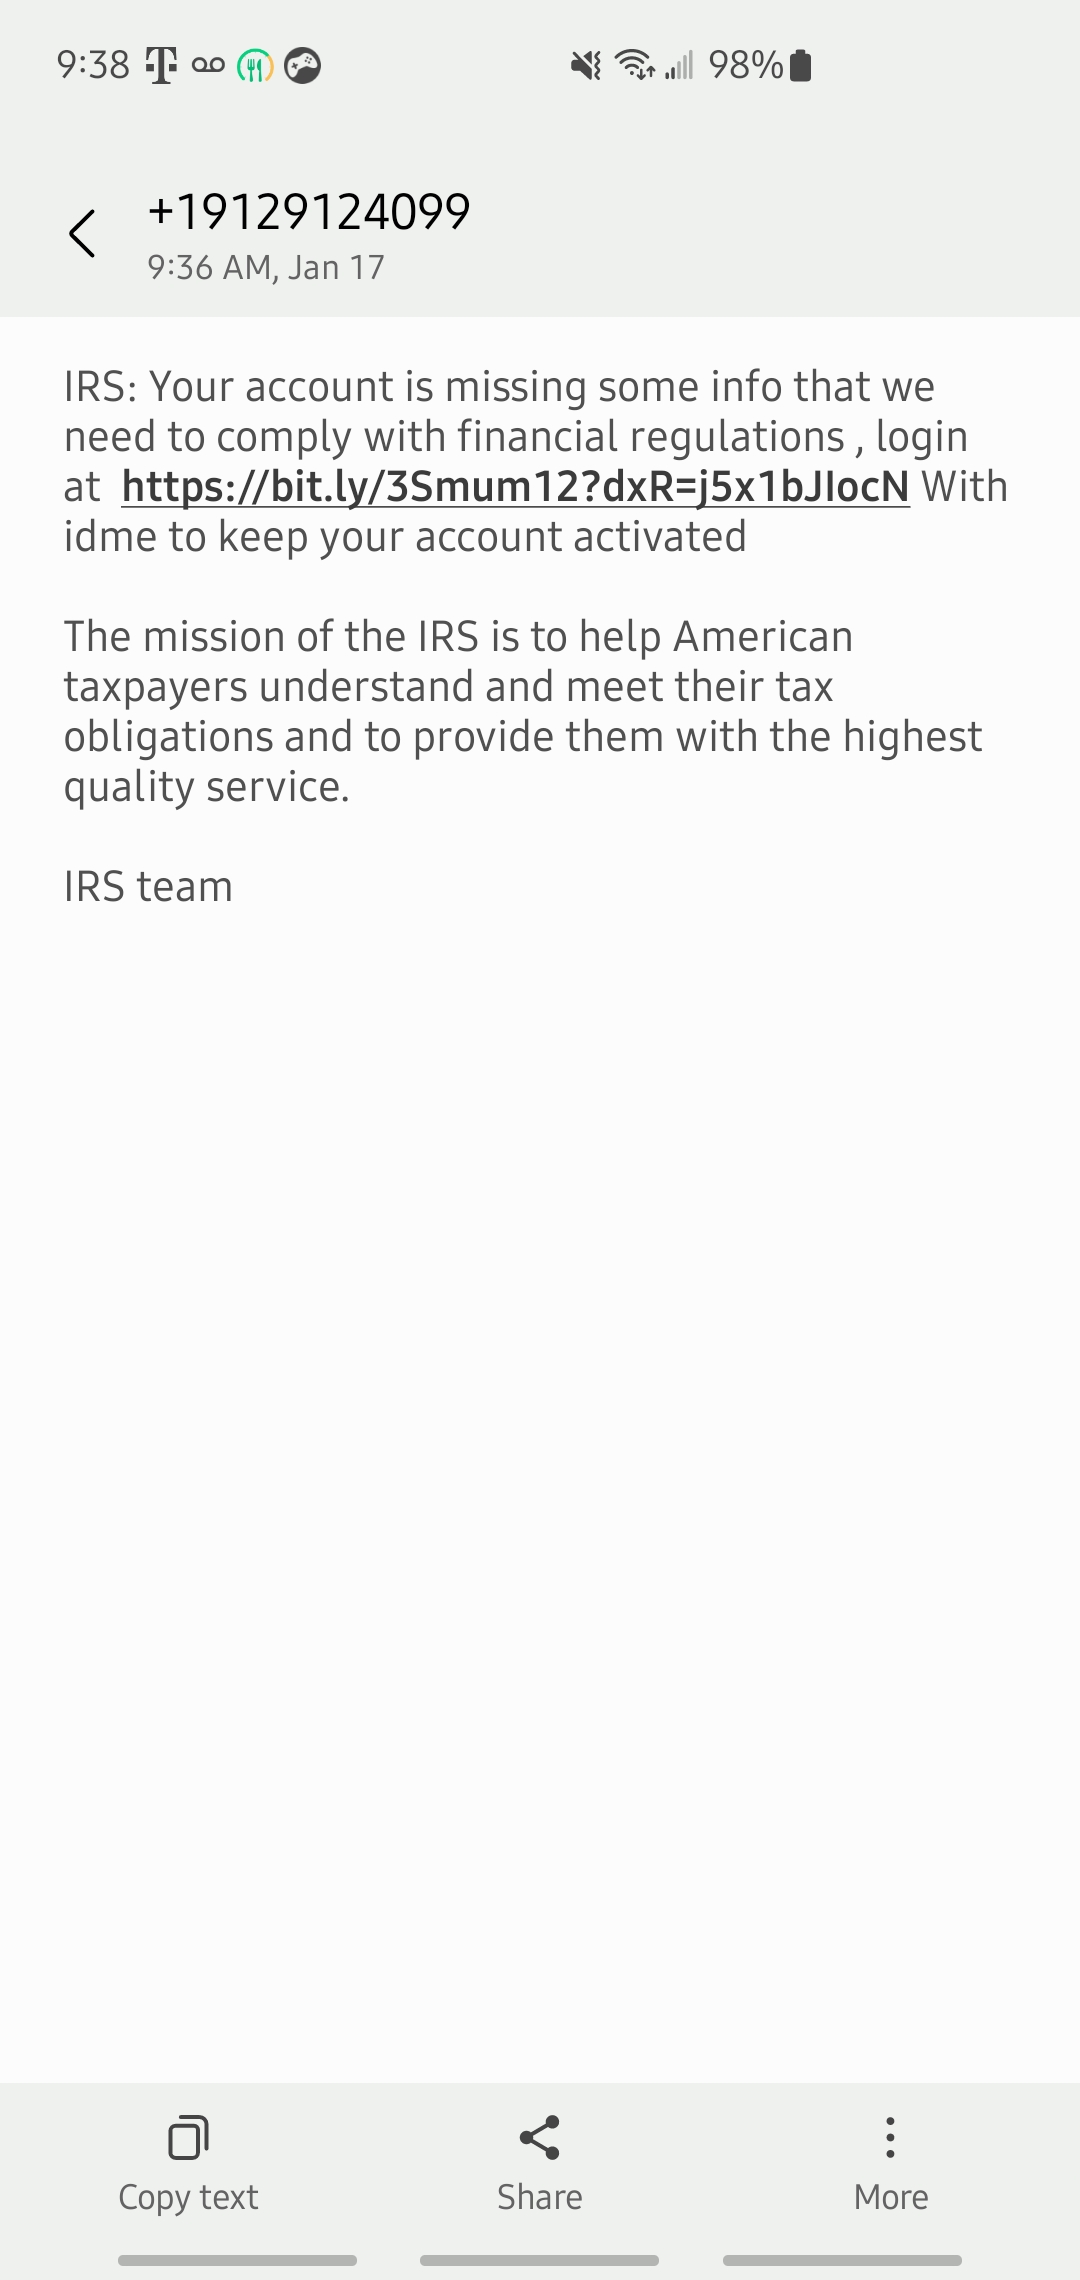 9:38 98%
+19129124099
9:36 AM, Jan 17
IRS: Your account is missing some info that we
need to comply with financial regulations , login
at https://bit.ly/3Smum12?dxR=j5x1bJIocN With
idme to keep your account activated
The mission of the IRS is to help American
taxpayers understand and meet their tax
obligations and to provide them with the highest
quality service.
IRS team
Copy text Share More